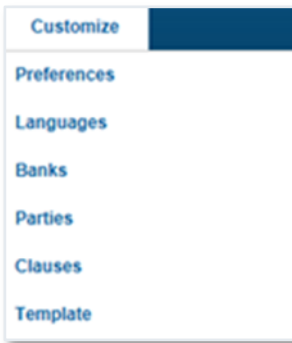 Customize
Preferences
Languages
Banks
Parties
Clauses
Template